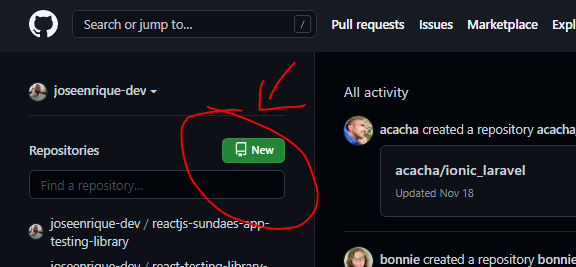 Search or jump to... /
Pull requests Issues Marketplace Expl
joseenrique-dev
All activity
acacha created a repository acacha
Repositories
New
acacha/ionic_laravel
Find a repository...
Updated Nov 18
joseenrique-dev / reactjs-sundaes-app-
testing-library
bonnie created a repository bonnie
joseenrique-dev / react-testing-library-